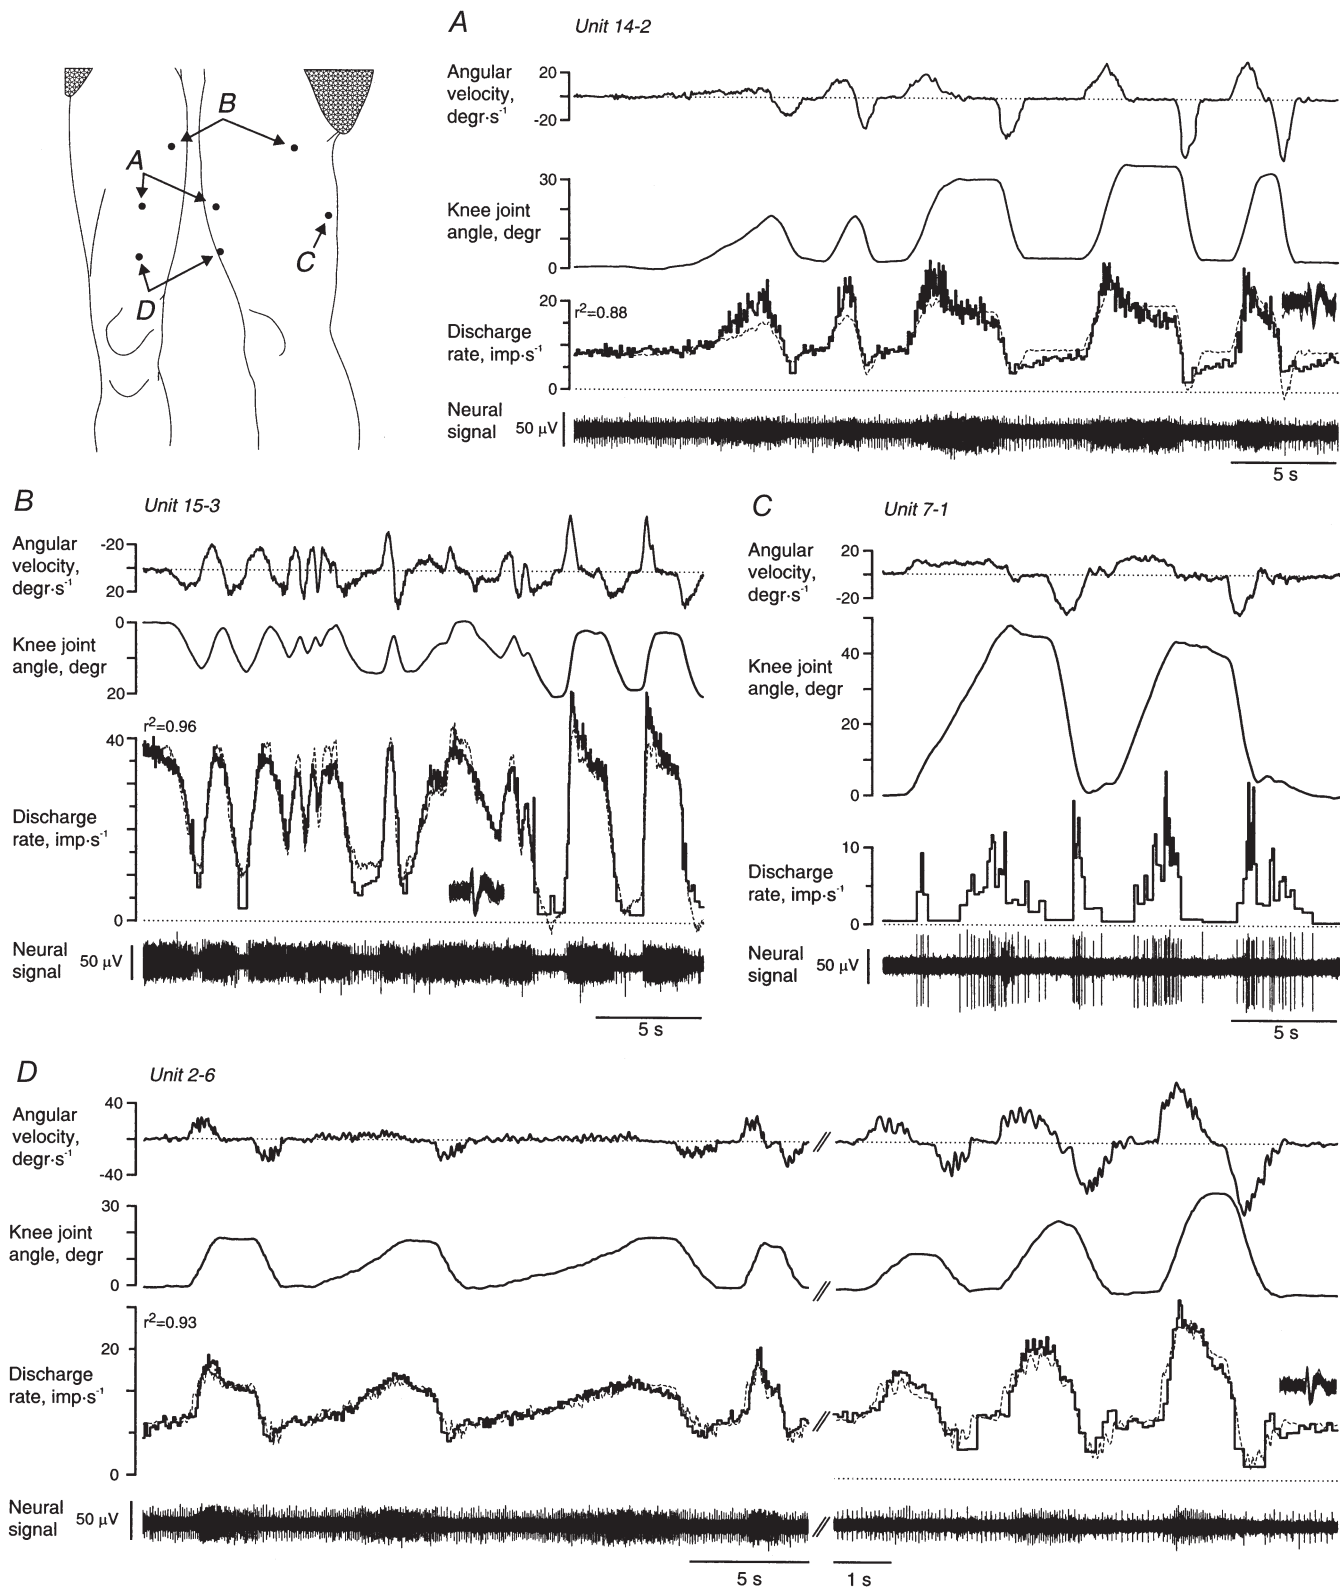 A
Unit 14-2
B
A
C
D
Angular
velocity,
degr·s⁻¹
20
-20
Knee joint
angle, degr
30
0
Discharge
rate, imp·s⁻¹
20
0
r²=0.88
Neural
signal
50 µV
5 s
B
Unit 15-3
Angular
velocity,
degr·s⁻¹
-20
20
Knee joint
angle, degr
0
20
r²=0.96
Discharge
rate, imp·s⁻¹
40
0
Neural
signal
50 µV
5 s
C
Unit 7-1
Angular
velocity,
degr·s⁻¹
20
-20
Knee joint
angle, degr
40
20
0
Discharge
rate, imp·s⁻¹
10
0
Neural
signal
50 µV
5 s
D
Unit 2-6
Angular
velocity,
degr·s⁻¹
40
0
-40
Knee joint
angle, degr
30
0
r²=0.93
Discharge
rate, imp·s⁻¹
20
0
Neural
signal
50 µV
5 s
1 s